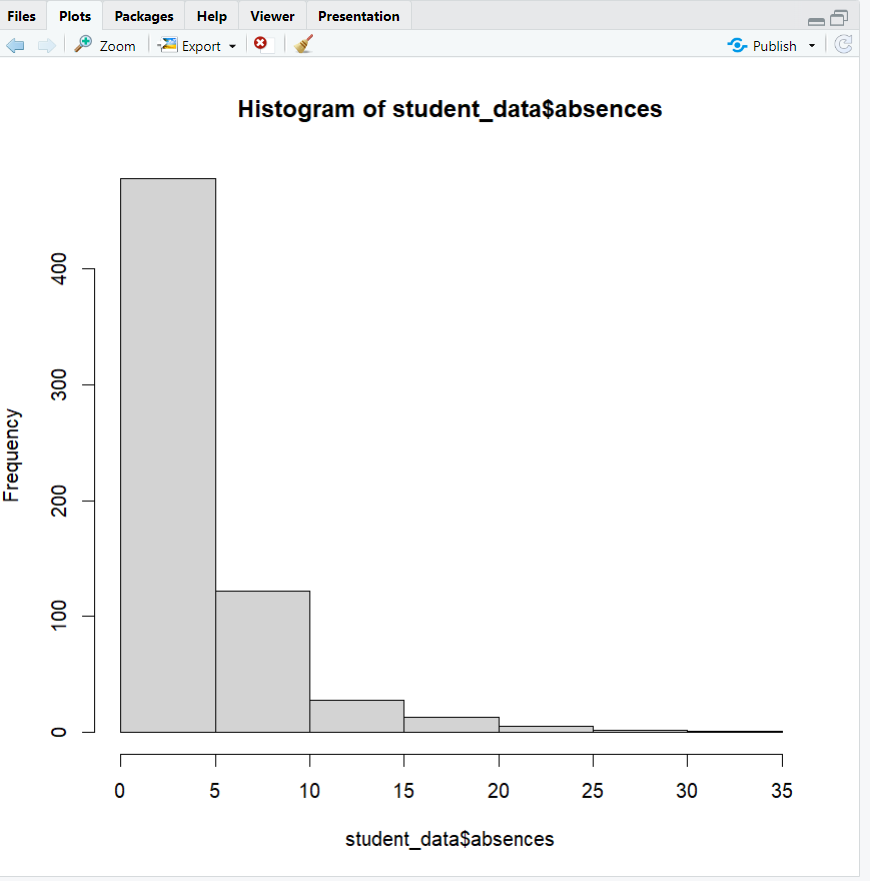 Files Plots Packages Help Viewer Presentation
Zoom Export Publish
Histogram of student_data$absences
400
300
200
100
0
Frequency
0 5 10 15 20 25 30 35
student_data$absences